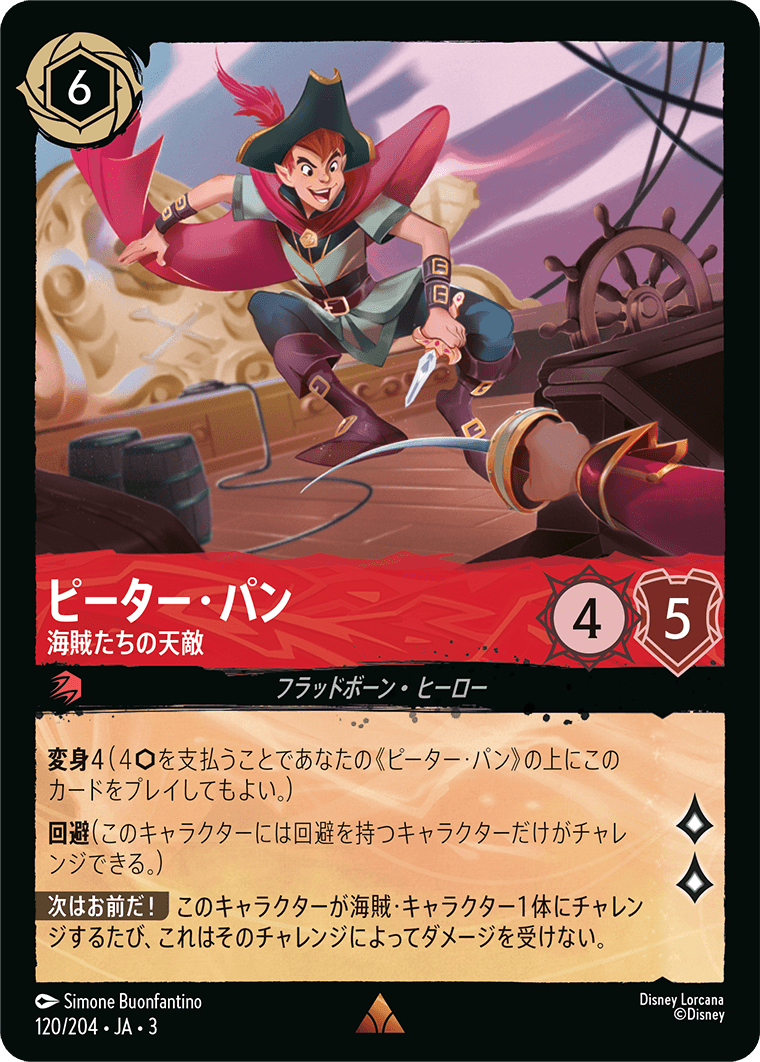 6
ピーター・パン
海賊たちの天敵
4
5
フラッドボーン・ヒーロー
変身4(4を支払うことであなたの《ピーター・パン》の上にこの
カードをプレイしてもよい。)
回避(このキャラクターには回避を持つキャラクターだけがチャレ
ンジできる。)
次はお前だ! このキャラクターが海賊・キャラクター1体にチャレン
ジするたび、これはそのチャレンジによってダメージを受けない。
Simone Buonfantino
120/204・JA・3
Disney Lorcana
©Disney